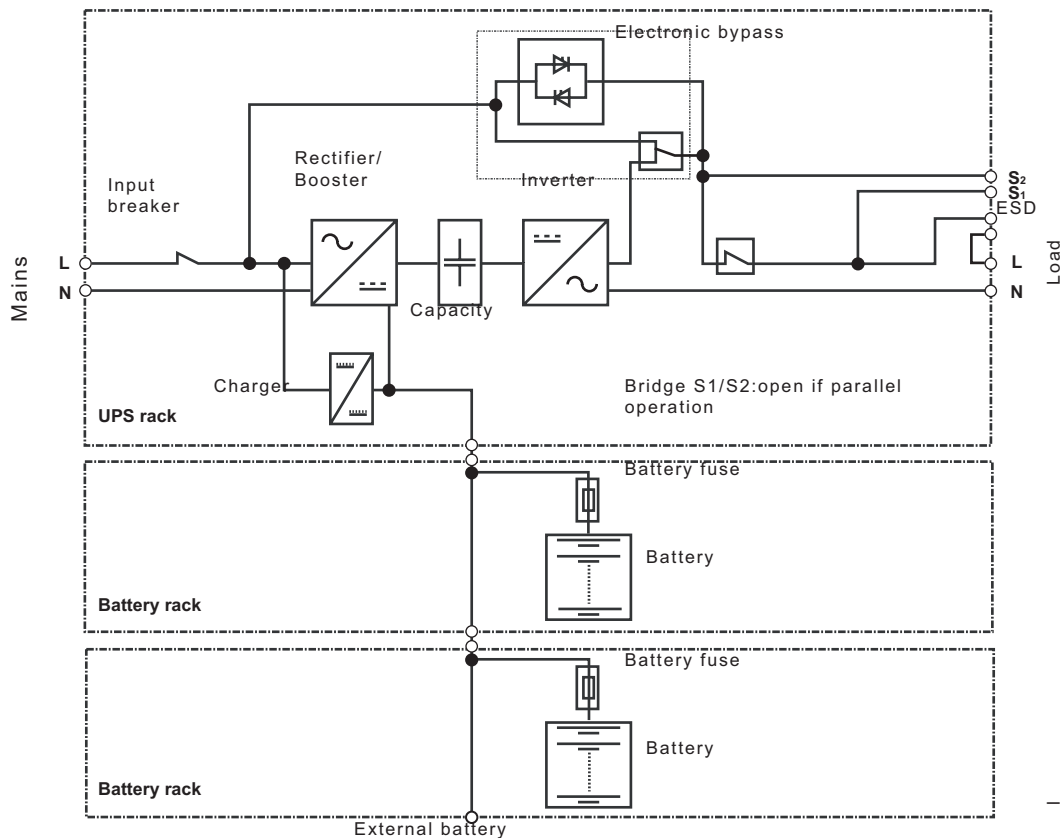 Electronic bypass
Rectifier/
Booster
Inverter
Input
breaker
S2
S1
ESD
Mains
L
N
L
N
Load
Capacity
Charger
Bridge S1/S2:open if parallel
operation
UPS rack
Battery fuse
Battery
Battery rack
Battery fuse
Battery
Battery rack
External battery